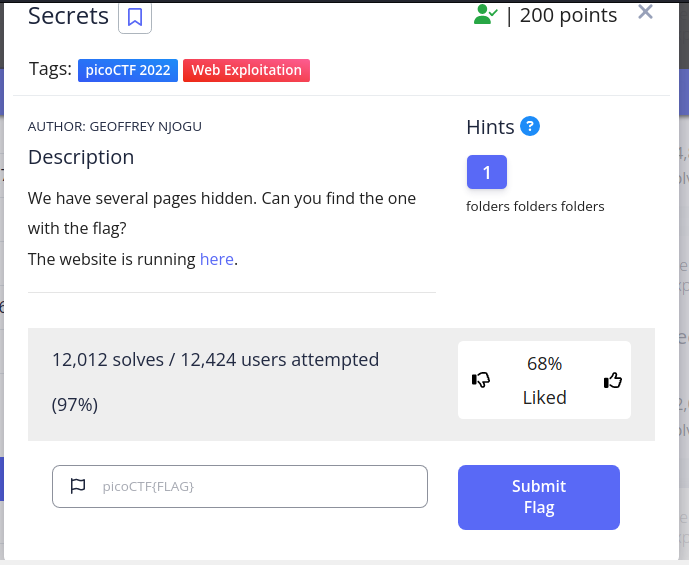 Secrets
| 200 points
Tags: picoCTF 2022 Web Exploitation
AUTHOR: GEOFFREY NJOGU
Description
We have several pages hidden. Can you find the one
with the flag?
The website is running here.
Hints ?
1
folders folders folders
12,012 solves / 12,424 users attempted
(97%)
68%
Liked
picoCTF{FLAG}
Submit
Flag